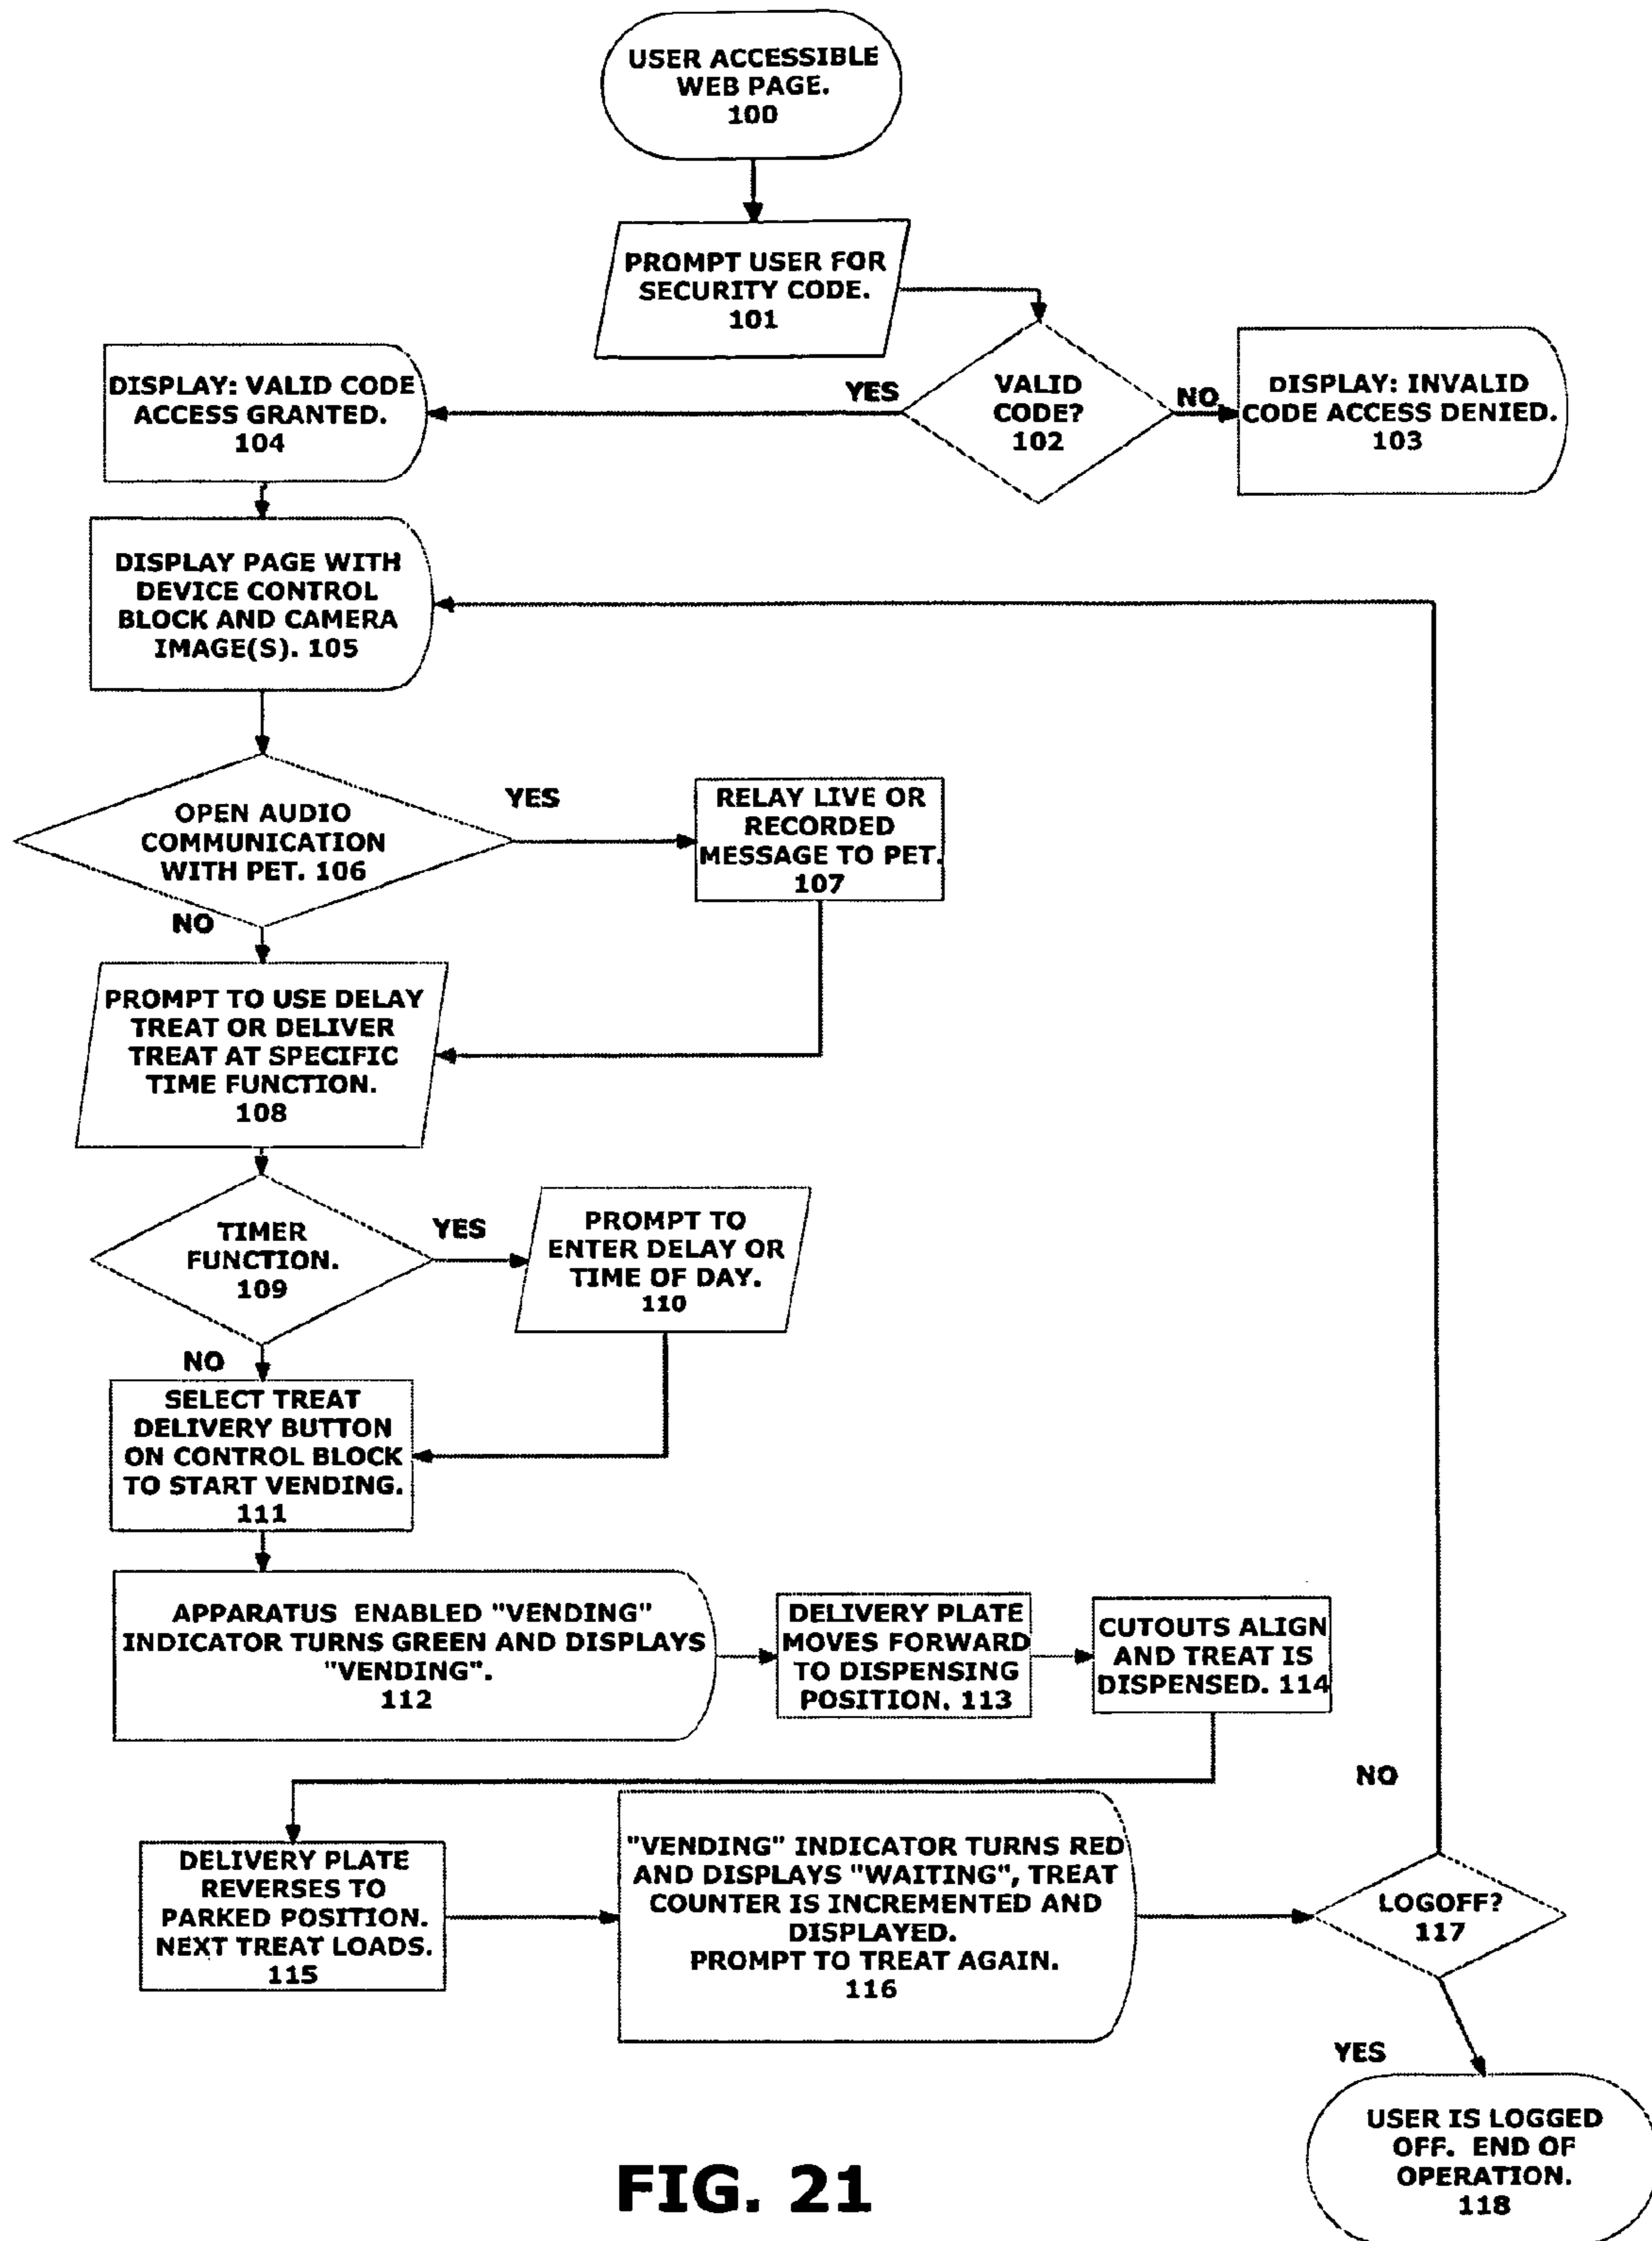 USER ACCESSIBLE
WEB PAGE.
100
PROMPT USER FOR
SECURITY CODE.
101
VALID
CODE?
102
YES
NO
DISPLAY: INVALID
CODE ACCESS DENIED.
103
DISPLAY: VALID CODE
ACCESS GRANTED.
104
DISPLAY PAGE WITH
DEVICE CONTROL
BLOCK AND CAMERA
IMAGE(S). 105
OPEN AUDIO
COMMUNICATION
WITH PET. 106
YES
NO
RELAY LIVE OR
RECORDED
MESSAGE TO PET.
107
PROMPT TO USE DELAY
TREAT OR DELIVER
TREAT AT SPECIFIC
TIME FUNCTION.
108
TIMER
FUNCTION.
109
YES
NO
PROMPT TO
ENTER DELAY OR
TIME OF DAY.
110
SELECT TREAT
DELIVERY BUTTON
ON CONTROL BLOCK
TO START VENDING.
111
APPARATUS ENABLED "VENDING"
INDICATOR TURNS GREEN AND DISPLAYS
"VENDING".
112
DELIVERY PLATE
MOVES FORWARD
TO DISPENSING
POSITION. 113
CUTOUTS ALIGN
AND TREAT IS
DISPENSED. 114
DELIVERY PLATE
REVERSES TO
PARKED POSITION.
NEXT TREAT LOADS.
115
"VENDING" INDICATOR TURNS RED
AND DISPLAYS "WAITING", TREAT
COUNTER IS INCREMENTED AND
DISPLAYED.
PROMPT TO TREAT AGAIN.
116
NO
LOGOFF?
117
YES
USER IS LOGGED
OFF. END OF
OPERATION.
118
FIG. 21